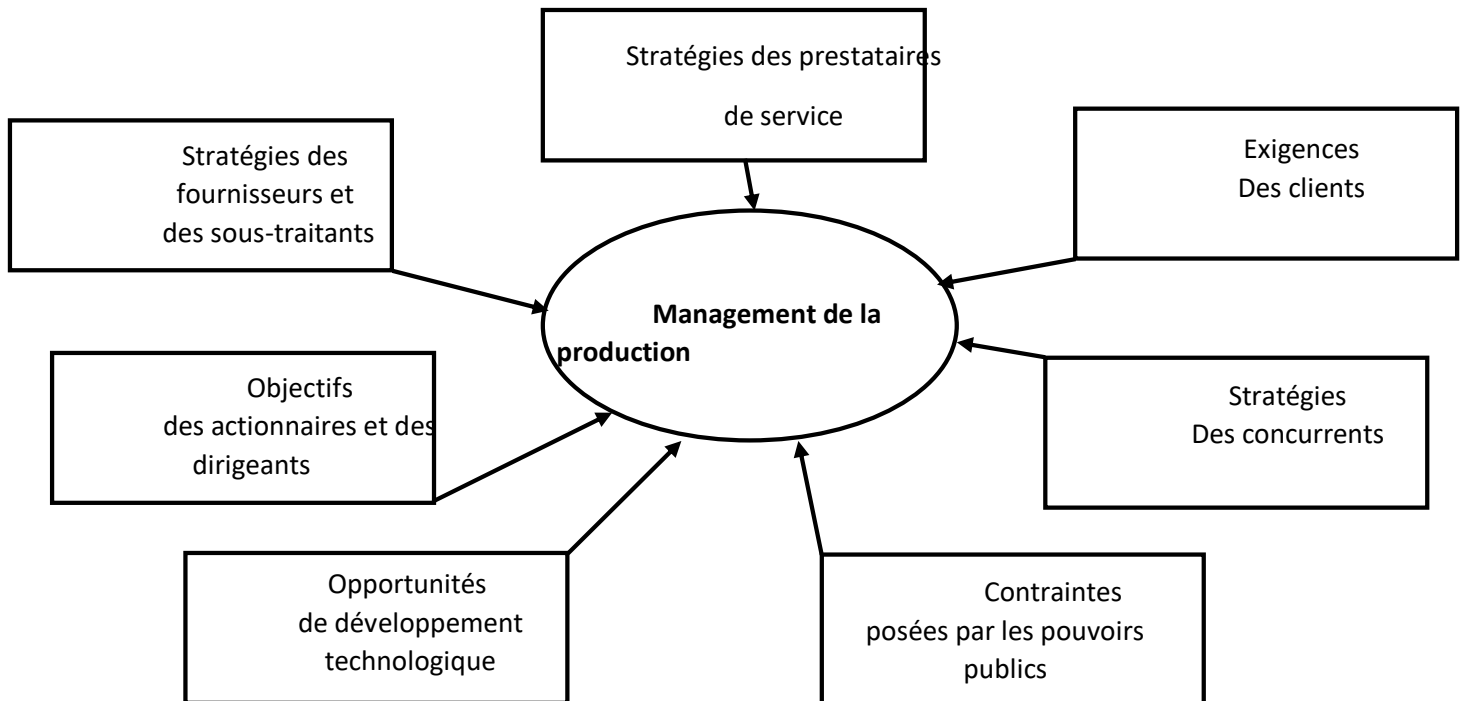 Stratégies des prestataires
de service
Stratégies des
fournisseurs et
des sous-traitants
Exigences
Des clients
Management de la
production
Objectifs
des actionnaires et des
dirigeants
Stratégies
Des concurrents
Opportunités
de développement
technologique
Contraintes
posées par les pouvoirs
publics